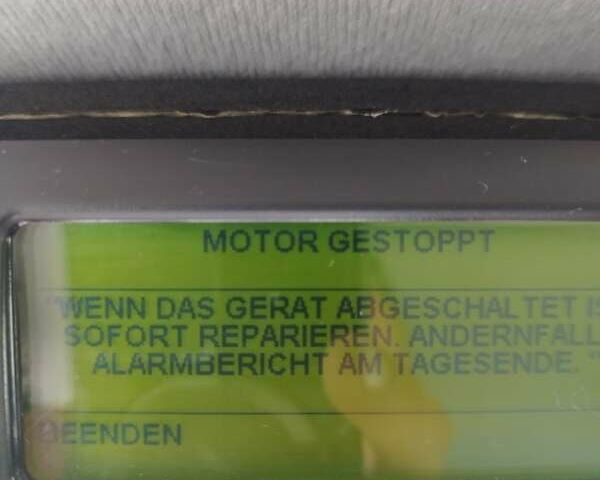 MOTOR GESTOPPT
"WENN DAS GERAT ABGESCHALTET IS
SOFORT REPARIEREN. ANDERNFALL
ALARMBERICHT AM TAGESENDE. "
BEENDEN